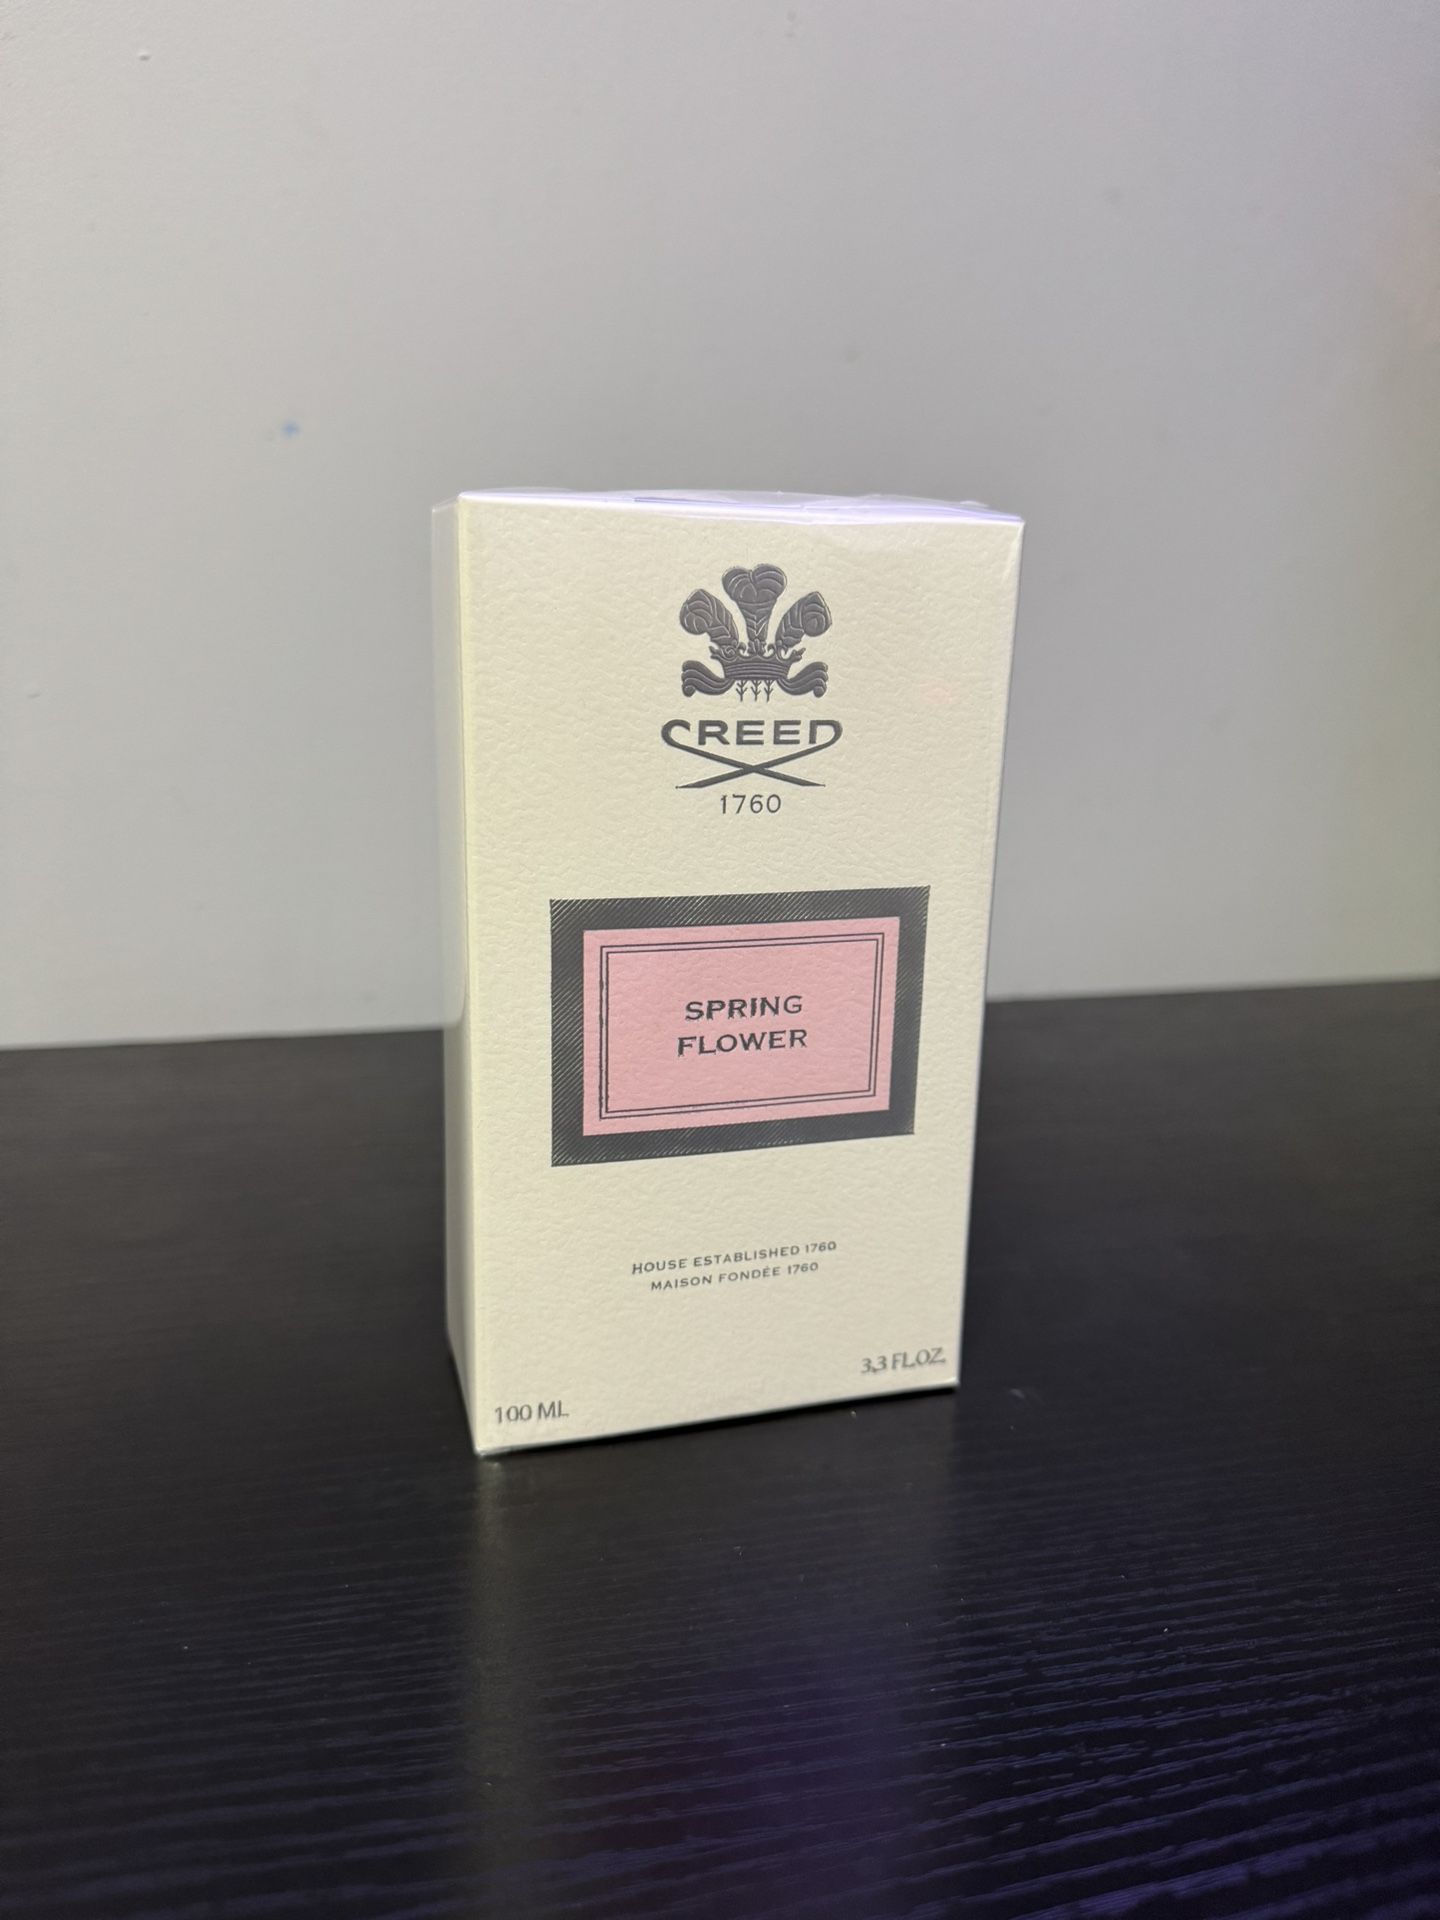 CREED
1760
SPRING
FLOWER
HOUSE ESTABLISHED 1760
MAISON FONDÉE 1760
3.3 FL.OZ.
100 ML